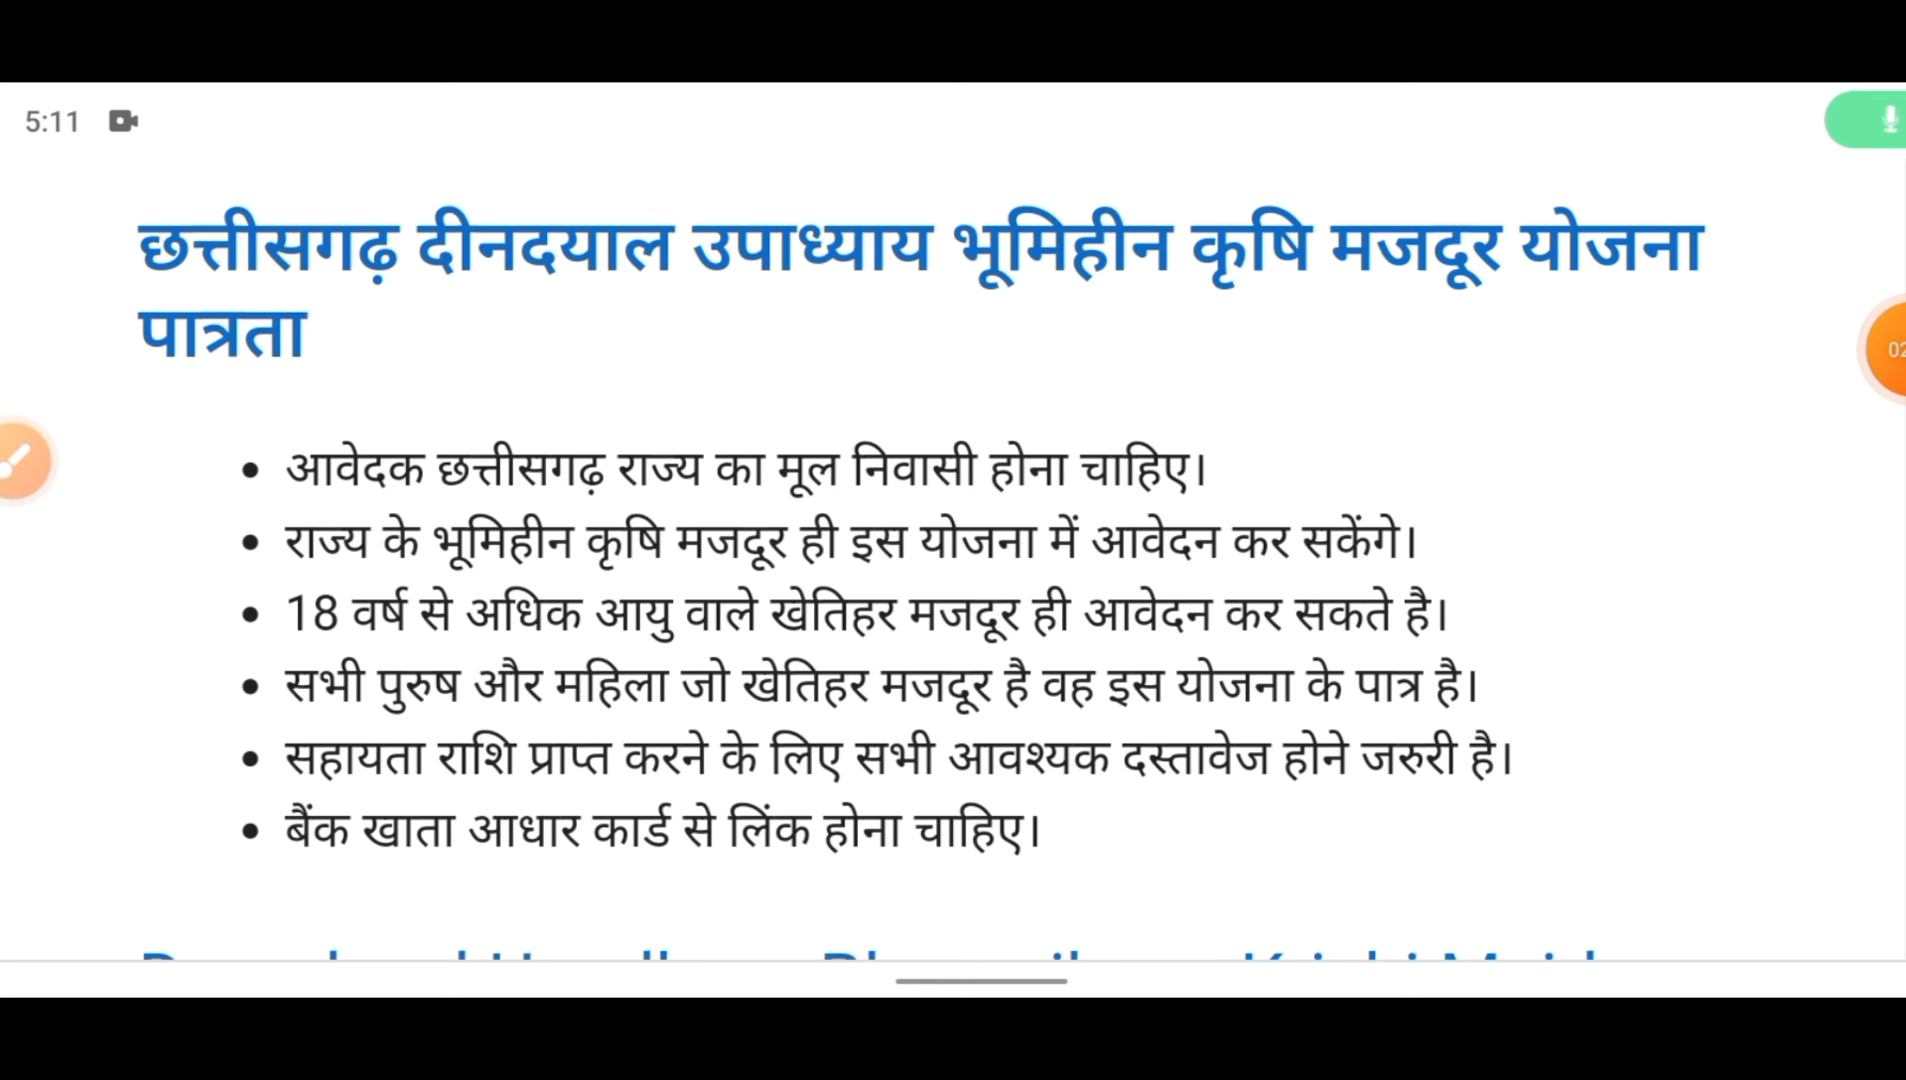 5:11
छत्तीसगढ़ दीनदयाल उपाध्याय भूमिहीन कृषि मजदूर योजना
पात्रता
02
• आवेदक छत्तीसगढ़ राज्य का मूल निवासी होना चाहिए।
• राज्य के भूमिहीन कृषि मजदूर ही इस योजना में आवेदन कर सकेंगे।
• 18 वर्ष से अधिक आयु वाले खेतिहर मजदूर ही आवेदन कर सकते है।
• सभी पुरुष और महिला जो खेतिहर मजदूर है वह इस योजना के पात्र है।
• सहायता राशि प्राप्त करने के लिए सभी आवश्यक दस्तावेज होने जरुरी है।
• बैंक खाता आधार कार्ड से लिंक होना चाहिए।